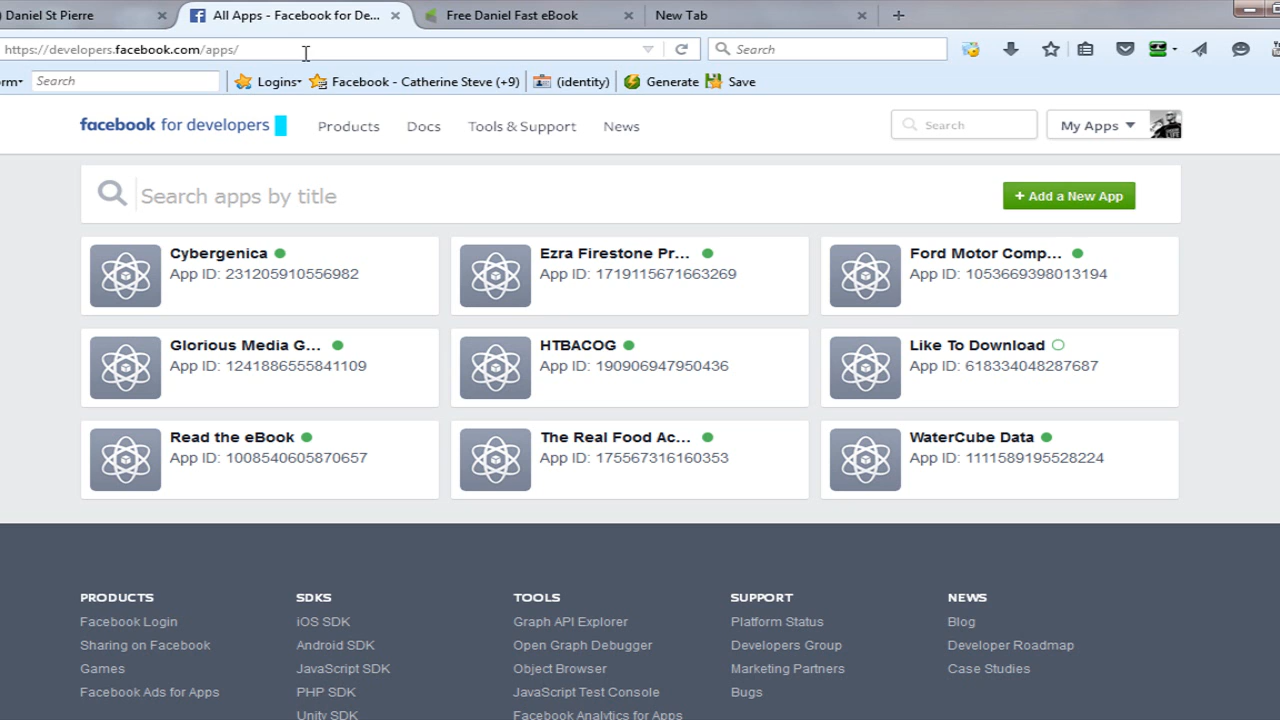 ) Daniel St Pierre
All Apps - Facebook for De...
Free Daniel Fast eBook
New Tab
https://developers.facebook.com/apps/
Search
orm
Search
Logins
Facebook - Catherine Steve (+9)
(identity)
Generate
Save
facebook for developers
Products
Docs
Tools & Support
News
Search
My Apps
Search apps by title
+ Add a New App
Cybergenica
App ID: 231205910556982
Ezra Firestone Pr...
App ID: 1719115671663269
Ford Motor Comp...
App ID: 1053669398013194
Glorious Media G...
App ID: 1241886555841109
HTBACOG
App ID: 190906947950436
Like To Download
App ID: 618334048287687
Read the eBook
App ID: 1008540605870657
The Real Food Ac...
App ID: 175567316160353
WaterCube Data
App ID: 1111589195528224
PRODUCTS
Facebook Login
Sharing on Facebook
Games
Facebook Ads for Apps
SDKS
iOS SDK
Android SDK
JavaScript SDK
PHP SDK
Unity SDK
TOOLS
Graph API Explorer
Open Graph Debugger
Object Browser
JavaScript Test Console
Facebook Analytics for Apps
SUPPORT
Platform Status
Developers Group
Marketing Partners
Bugs
NEWS
Blog
Developer Roadmap
Case Studies